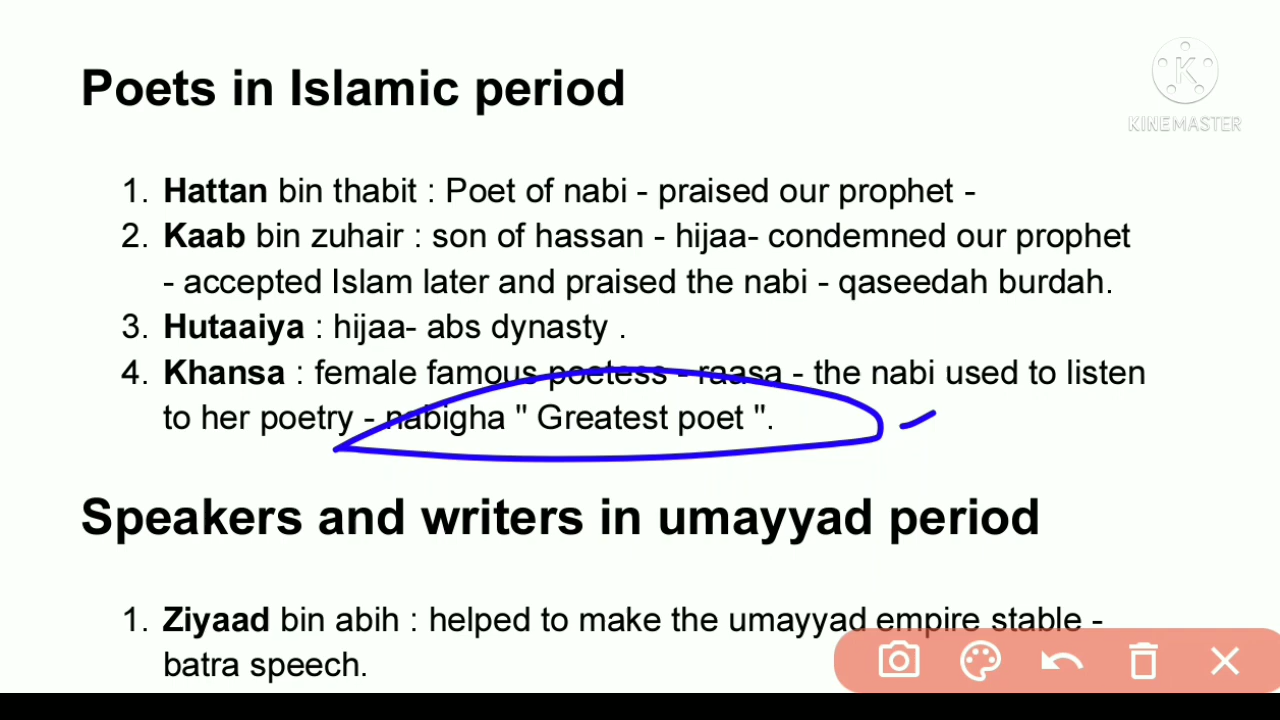 Poets in Islamic period
KINEMASTER
1. Hattan bin thabit : Poet of nabi - praised our prophet -
2. Kaab bin zuhair : son of hassan - hijaa- condemned our prophet
- accepted Islam later and praised the nabi - qaseedah burdah.
3. Hutaaiya : hijaa- abs dynasty .
4. Khansa : female famous poetess - raasa - the nabi used to listen
to her poetry - nabigha " Greatest poet ".
Speakers and writers in umayyad period
1. Ziyaad bin abih : helped to make the umayyad empire stable -
batra speech.